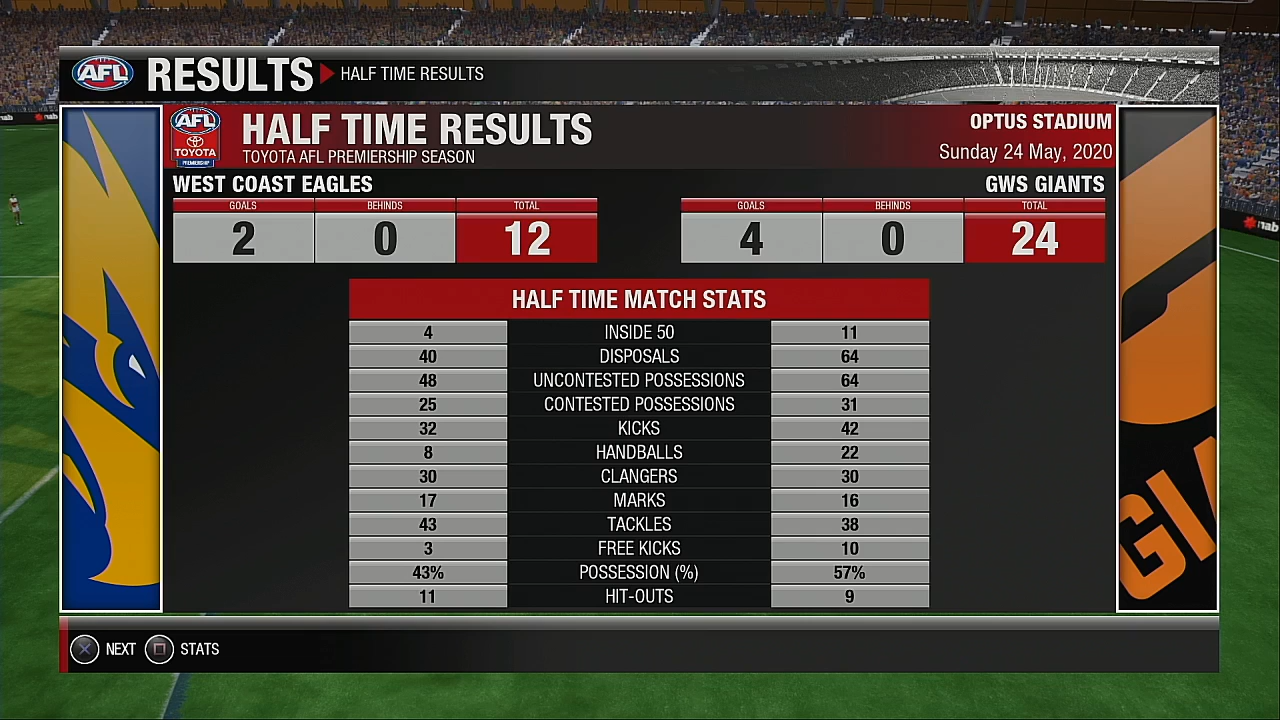 AFL RESULTS HALF TIME RESULTS
AFL TOYOTA PREMIERSHIP
HALF TIME RESULTS
TOYOTA AFL PREMIERSHIP SEASON
OPTUS STADIUM
Sunday 24 May, 2020
WEST COAST EAGLES
GOALS BEHINDS TOTAL
2 0 12
GWS GIANTS
GOALS BEHINDS TOTAL
4 0 24
HALF TIME MATCH STATS
4 INSIDE 50 11
40 DISPOSALS 64
48 UNCONTESTED POSSESSIONS 64
25 CONTESTED POSSESSIONS 31
32 KICKS 42
8 HANDBALLS 22
30 CLANGERS 30
17 MARKS 16
43 TACKLES 38
3 FREE KICKS 10
43% POSSESSION (%) 57%
11 HIT-OUTS 9
NEXT STATS
nab
GIA